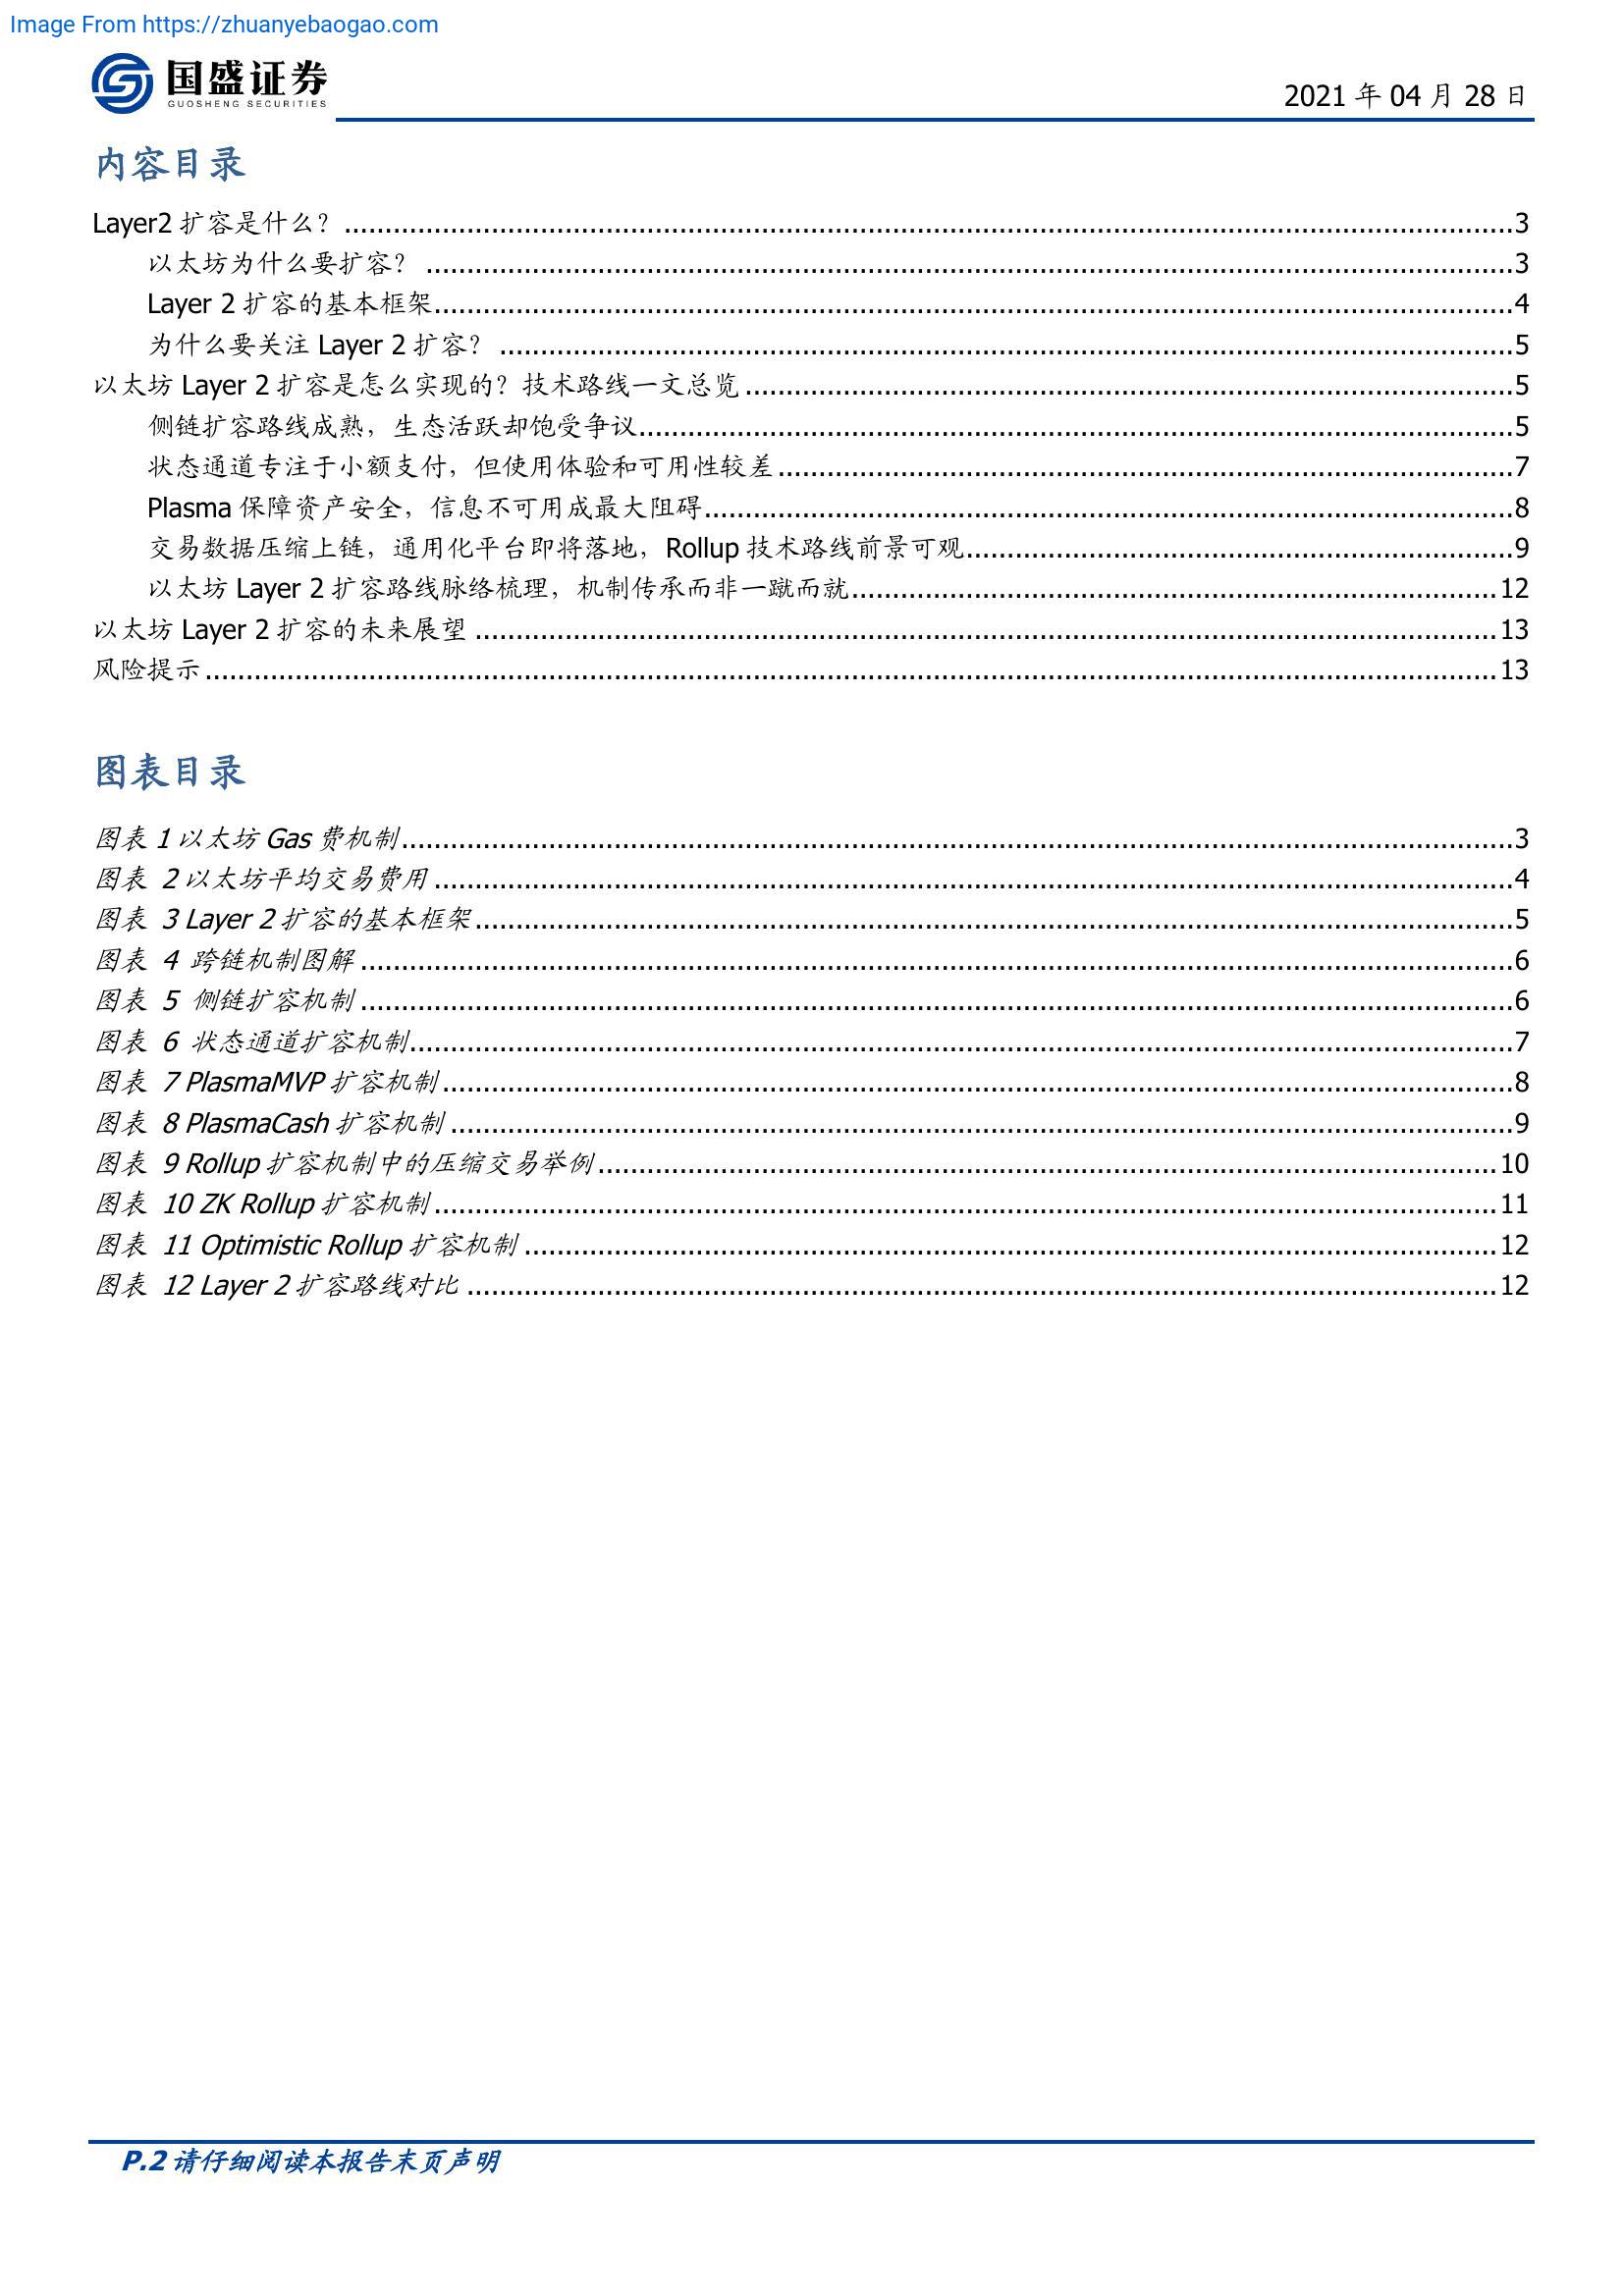 Image From https://zhuanyebaogao.com
国盛证券
GUOSHENG SECURITIES
2021 年 04 月 28 日
内容目录
Layer2 扩容是什么？ ........................................ 3
以太坊为什么要扩容？ ........................................ 3
Layer 2 扩容的基本框架 ........................................ 4
为什么要关注 Layer 2 扩容？ ........................................ 5
以太坊 Layer 2 扩容是怎么实现的？技术路线一文总览 ........................................ 5
侧链扩容路线成熟，生态活跃却饱受争议 ........................................ 5
状态通道专注于小额支付，但使用体验和可用性较差 ........................................ 7
Plasma 保障资产安全，信息不可用成最大阻碍 ........................................ 8
交易数据压缩上链，通用化平台即将落地，Rollup 技术路线前景可观 ........................................ 9
以太坊 Layer 2 扩容路线脉络梳理，机制传承而非一蹴而就 ........................................ 12
以太坊 Layer 2 扩容的未来展望 ........................................ 13
风险提示 ........................................ 13
图表目录
图表 1 以太坊 Gas 费机制 ........................................ 3
图表 2 以太坊平均交易费用 ........................................ 4
图表 3 Layer 2 扩容的基本框架 ........................................ 5
图表 4 跨链机制图解 ........................................ 6
图表 5 侧链扩容机制 ........................................ 6
图表 6 状态通道扩容机制 ........................................ 7
图表 7 PlasmaMVP 扩容机制 ........................................ 8
图表 8 PlasmaCash 扩容机制 ........................................ 9
图表 9 Rollup 扩容机制中的压缩交易举例 ........................................ 10
图表 10 ZK Rollup 扩容机制 ........................................ 11
图表 11 Optimistic Rollup 扩容机制 ........................................ 12
图表 12 Layer 2 扩容路线对比 ........................................ 12
P.2 请仔细阅读本报告末页声明